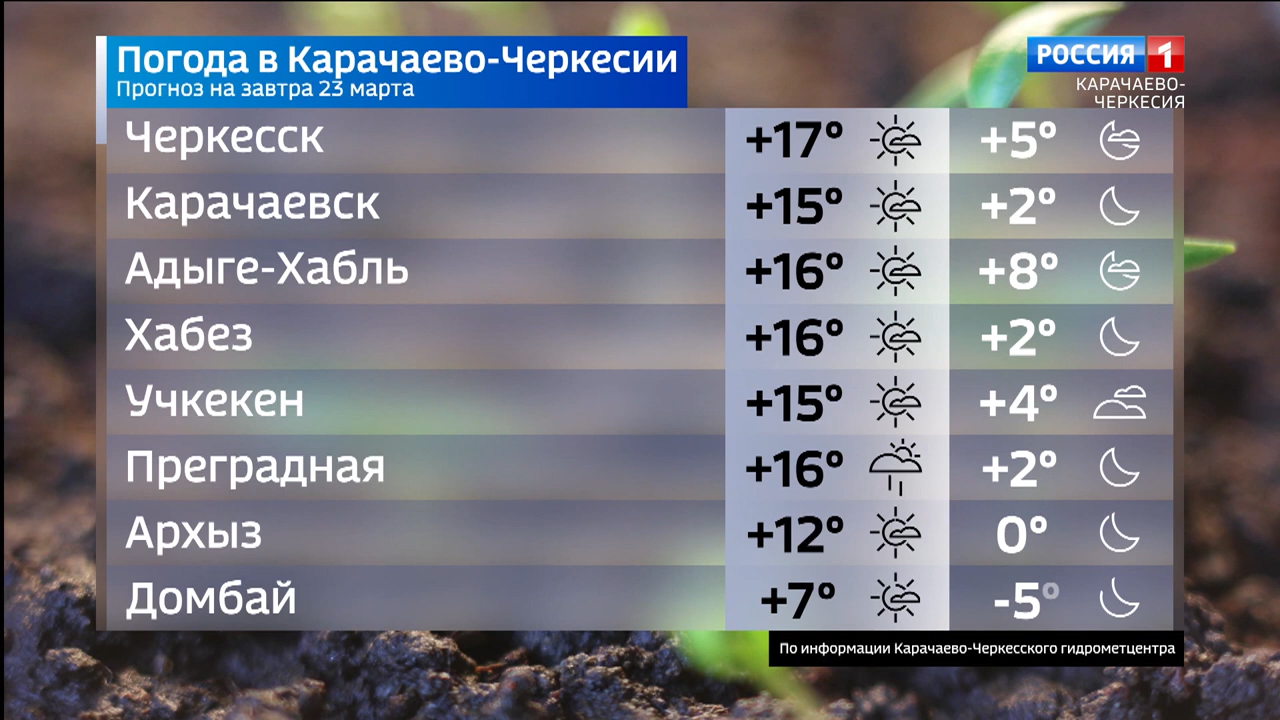 Погода в Карачаево-Черкесии
Прогноз на завтра 23 марта
РОССИЯ 1
КАРАЧАЕВО-
ЧЕРКЕСИЯ
Черкесск +17° +5°
Карачаевск +15° +2°
Адыге-Хабль +16° +8°
Хабез +16° +2°
Учкекен +15° +4°
Преградная +16° +2°
Архыз +12° 0°
Домбай +7° -5°
По информации Карачаево-Черкесского гидрометцентра